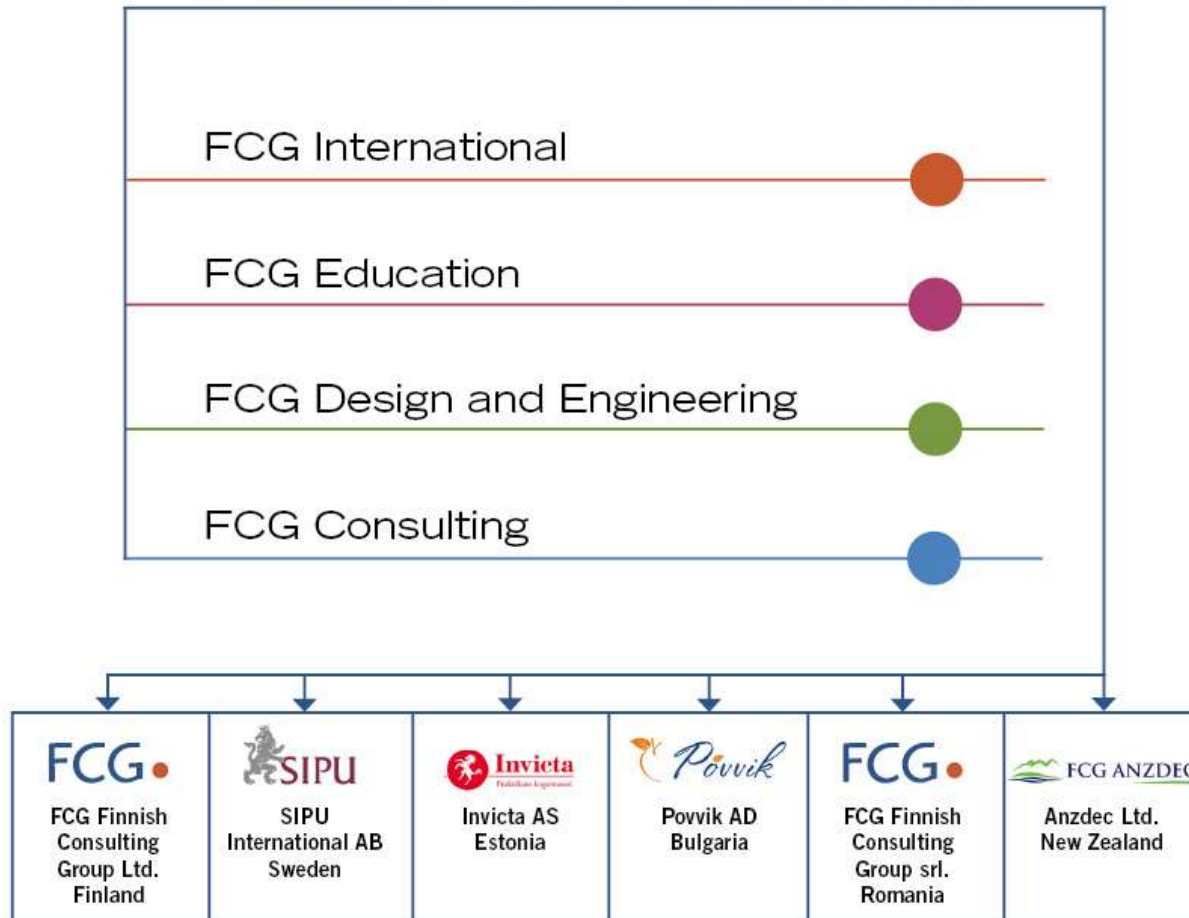 FCG International
FCG Education
FCG Design and Engineering
FCG Consulting
FCG
FCG Finnish
Consulting
Group Ltd.
Finland
SIPU
SIPU
International AB
Sweden
Invicta
Invicta AS
Estonia
Povvik
Povvik AD
Bulgaria
FCG
FCG Finnish
Consulting
Group srl.
Romania
FCG ANZDEC
Anzdec Ltd.
New Zealand